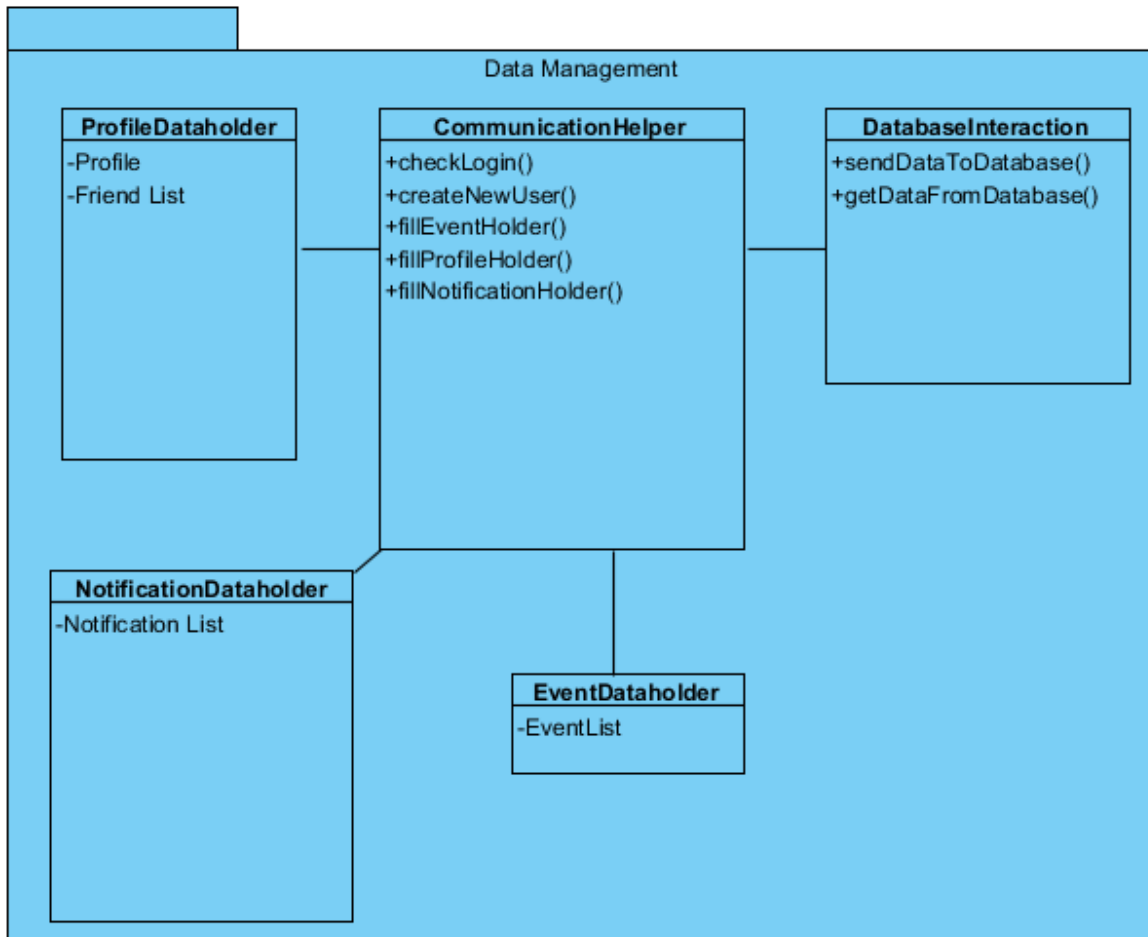 Data Management
ProfileDataholder
-Profile
-Friend List
CommunicationHelper
+checkLogin()
+createNewUser()
+fillEventHolder()
+fillProfileHolder()
+fillNotificationHolder()
DatabaseInteraction
+sendDataToDatabase()
+getDataFromDatabase()
NotificationDataholder
-Notification List
EventDataholder
-EventList